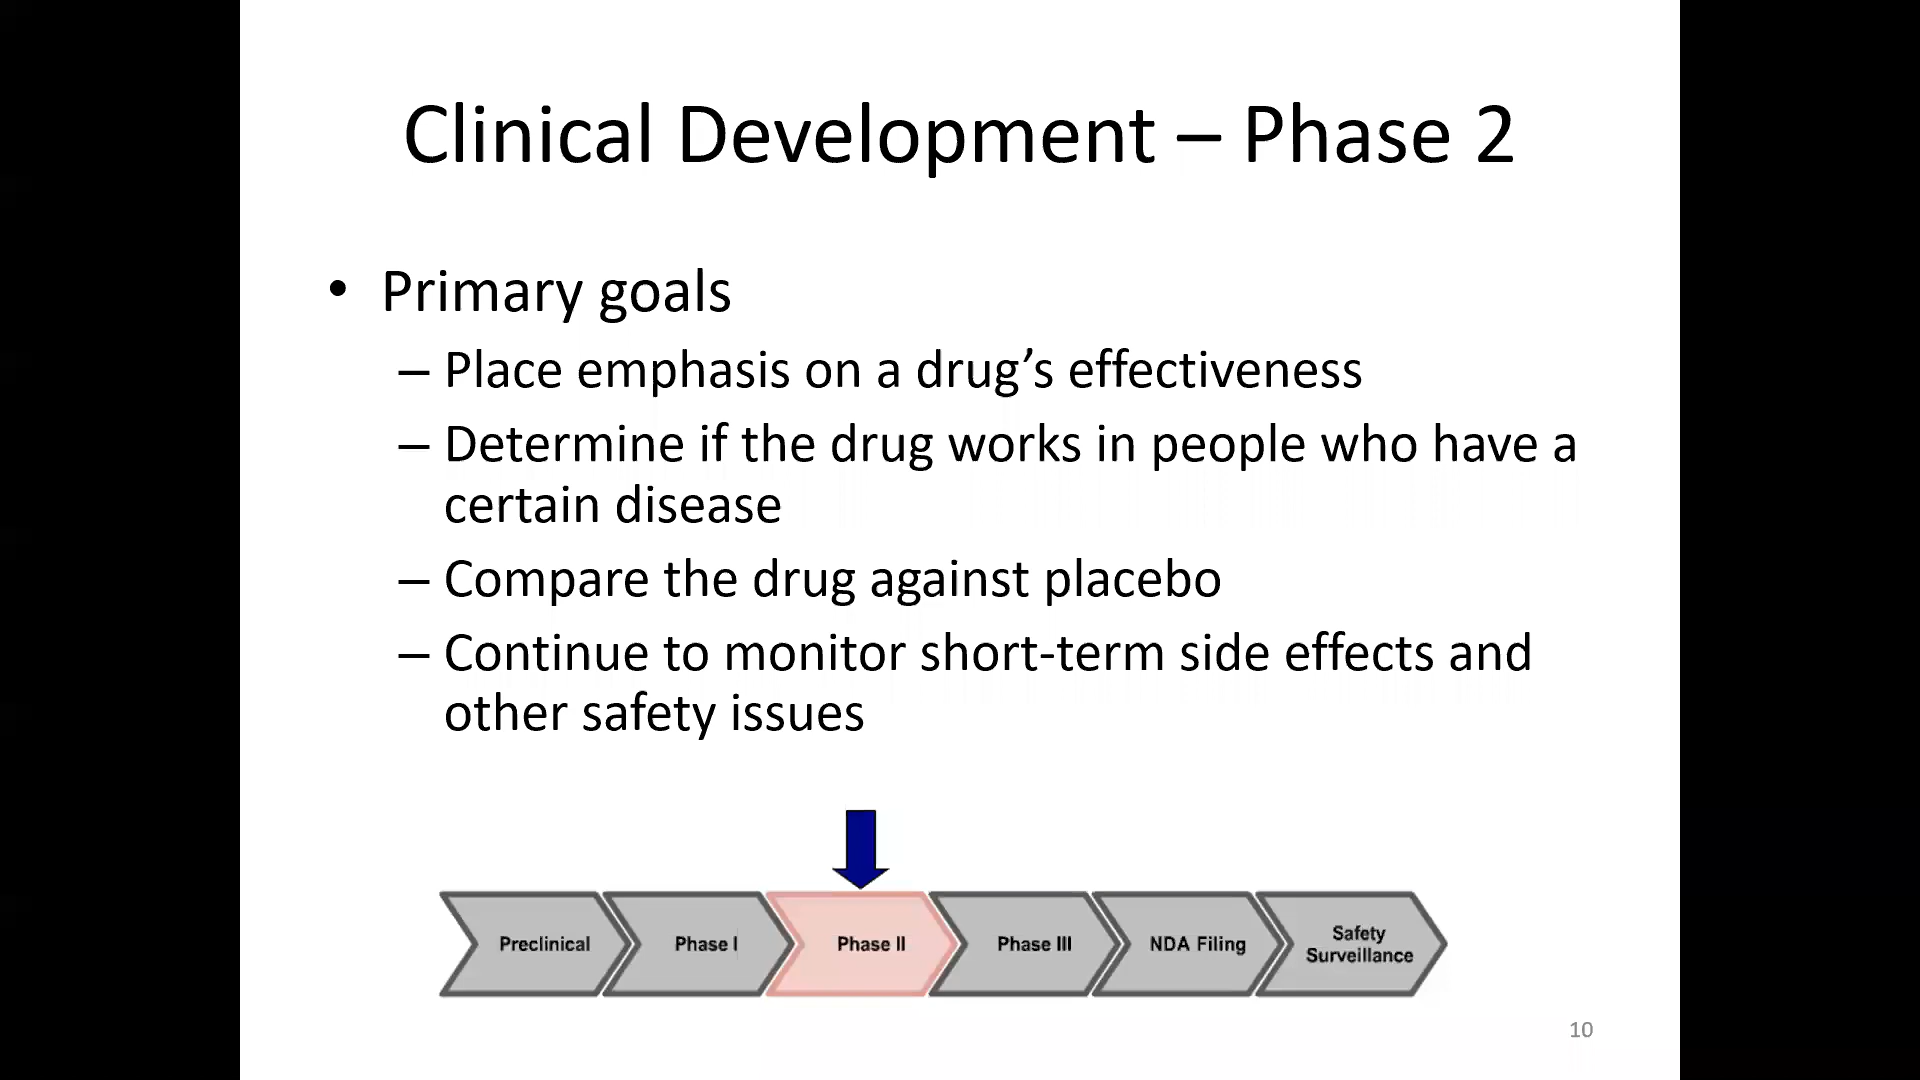 Clinical Development – Phase 2
• Primary goals
– Place emphasis on a drug’s effectiveness
– Determine if the drug works in people who have a
certain disease
– Compare the drug against placebo
– Continue to monitor short-term side effects and
other safety issues
Preclinical
Phase I
Phase II
Phase III
NDA Filing
Safety
Surveillance
10